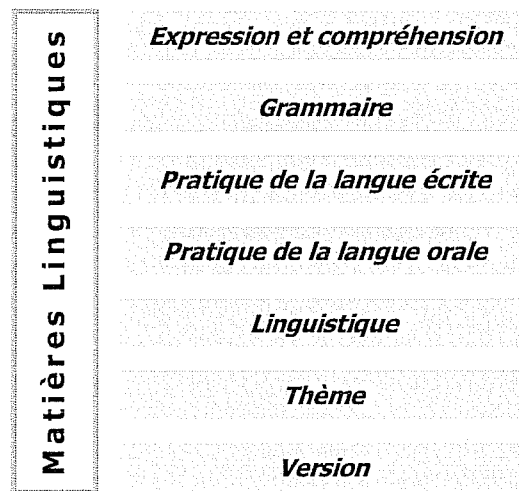 Matières Linguistiques
Expression et compréhension
Grammaire
Pratique de la langue écrite
Pratique de la langue orale
Linguistique
Thème
Version